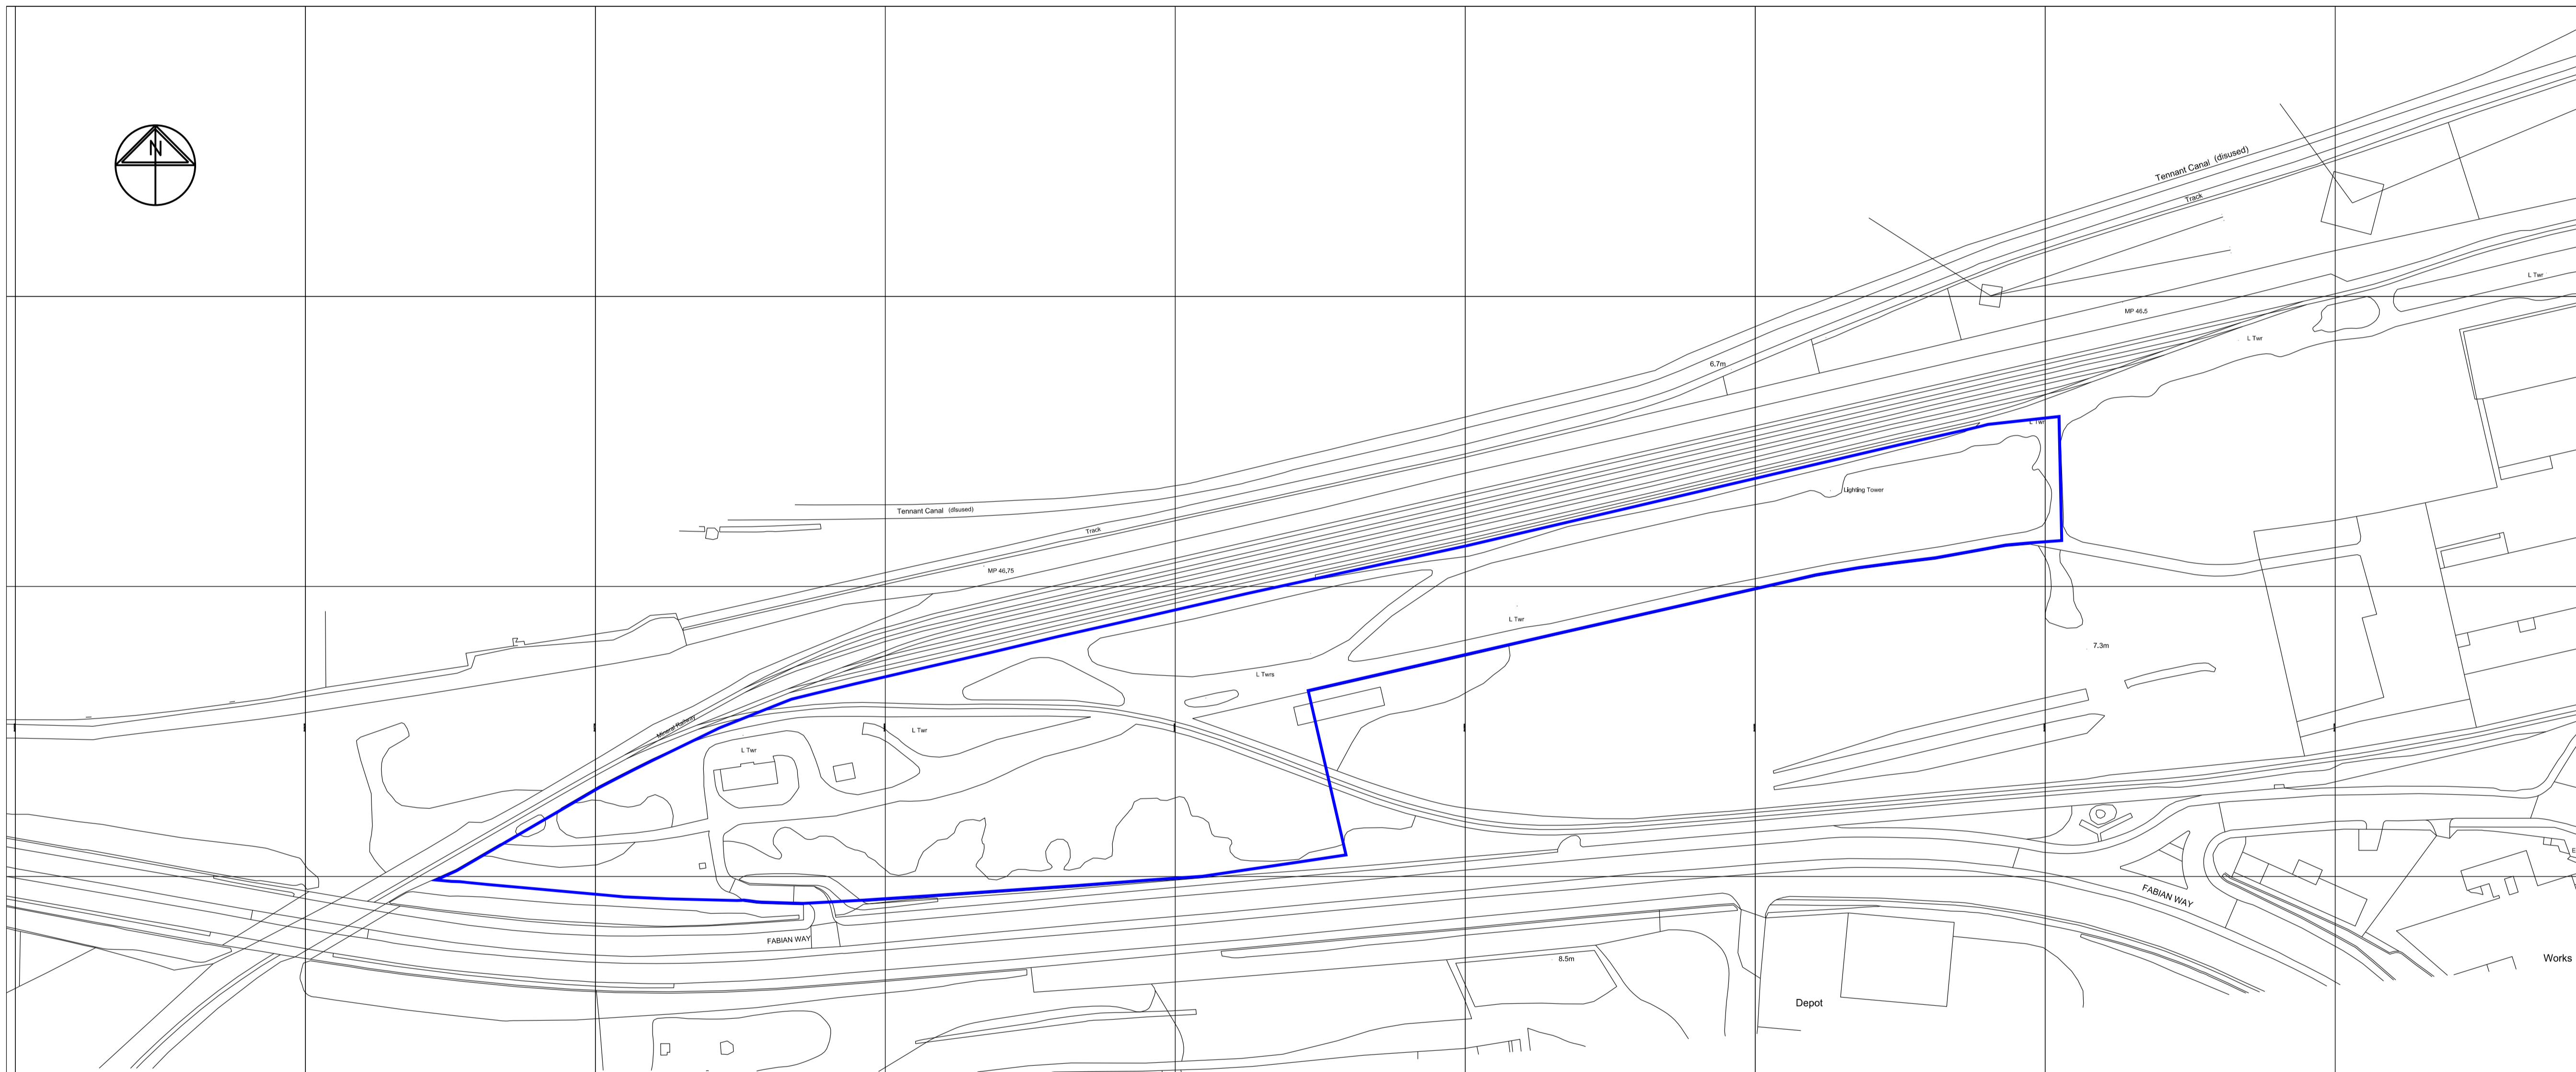 N
Tennant Canal (disused)
Track
L Twr
MP 46.5
L Twr
6.7m
L Twr
Lighting Tower
Tennant Canal (disused)
Track
MP 46.75
L Twr
7.3m
L Twrs
Mineral Railway
L Twr
L Twr
FABIAN WAY
FABIAN WAY
8.5m
Works
Depot